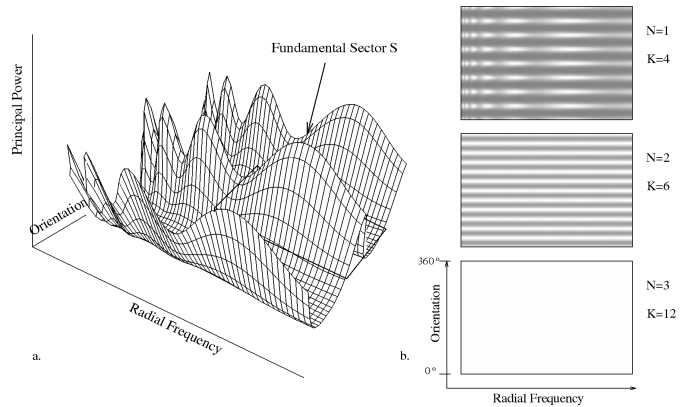 Fundamental Sector S
Principal Power
Orientation
Radial Frequency
a.
N=1
K=4
N=2
K=6
360°
N=3
K=12
Orientation
0°
b.
Radial Frequency